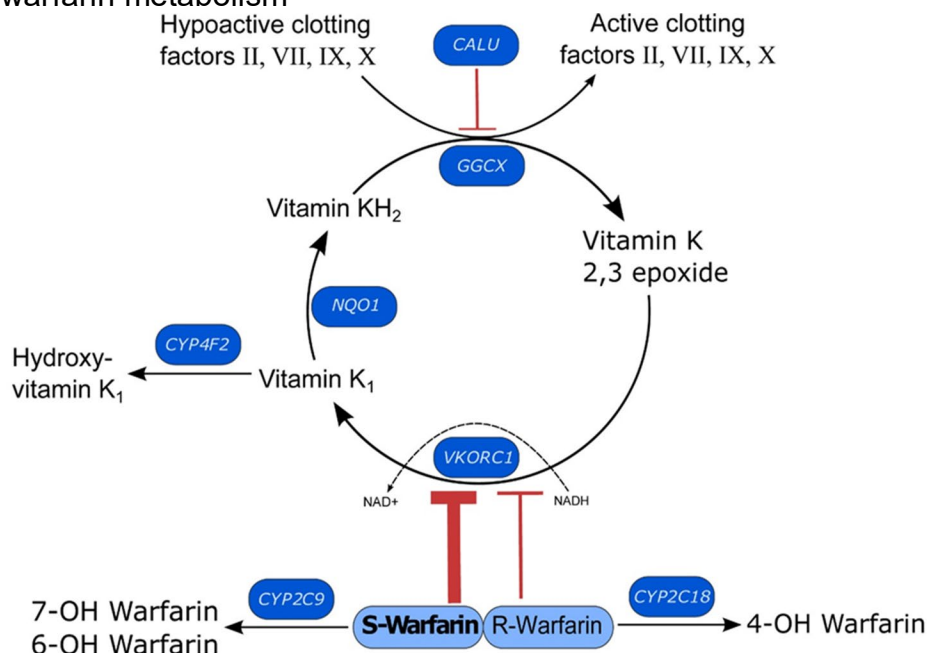 warfarin metabolism
Hypoactive clotting
factors II, VII, IX, X
CALU
Active clotting
factors II, VII, IX, X
GGCX
Vitamin KH₂
Vitamin K
2,3 epoxide
NQO1
CYP4F2
Hydroxy-
vitamin K₁
Vitamin K₁
VKORC1
NAD+
NADH
CYP2C9
CYP2C18
7-OH Warfarin
6-OH Warfarin
S-Warfarin
R-Warfarin
4-OH Warfarin